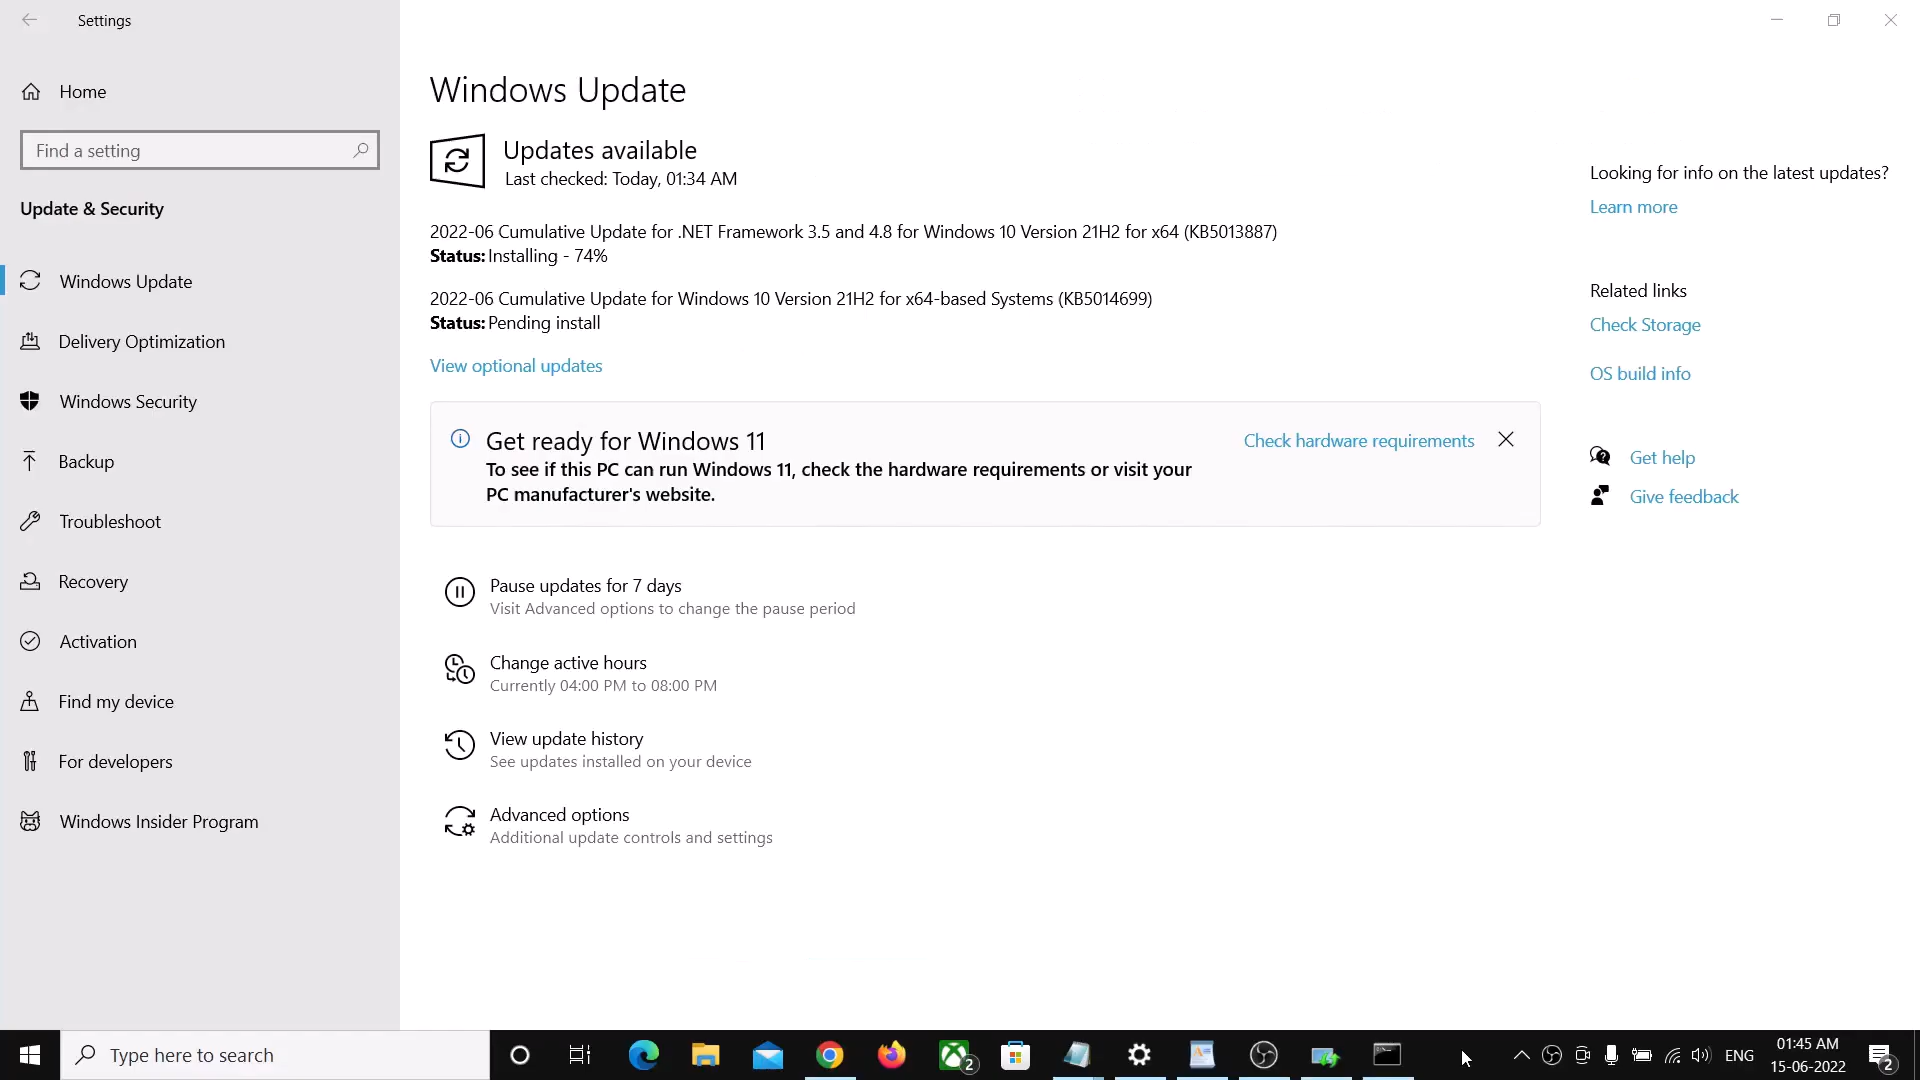 Settings
Home
Find a setting
Update & Security
Windows Update
Delivery Optimization
Windows Security
Backup
Troubleshoot
Recovery
Activation
Find my device
For developers
Windows Insider Program
Windows Update
Updates available
Last checked: Today, 01:34 AM
2022-06 Cumulative Update for .NET Framework 3.5 and 4.8 for Windows 10 Version 21H2 for x64 (KB5013887)
Status: Installing - 74%
2022-06 Cumulative Update for Windows 10 Version 21H2 for x64-based Systems (KB5014699)
Status: Pending install
View optional updates
Get ready for Windows 11
Check hardware requirements
To see if this PC can run Windows 11, check the hardware requirements or visit your
PC manufacturer's website.
Pause updates for 7 days
Visit Advanced options to change the pause period
Change active hours
Currently 04:00 PM to 08:00 PM
View update history
See updates installed on your device
Advanced options
Additional update controls and settings
Looking for info on the latest updates?
Learn more
Related links
Check Storage
OS build info
Get help
Give feedback
Type here to search
2
ENG
01:45 AM
15-06-2022
2